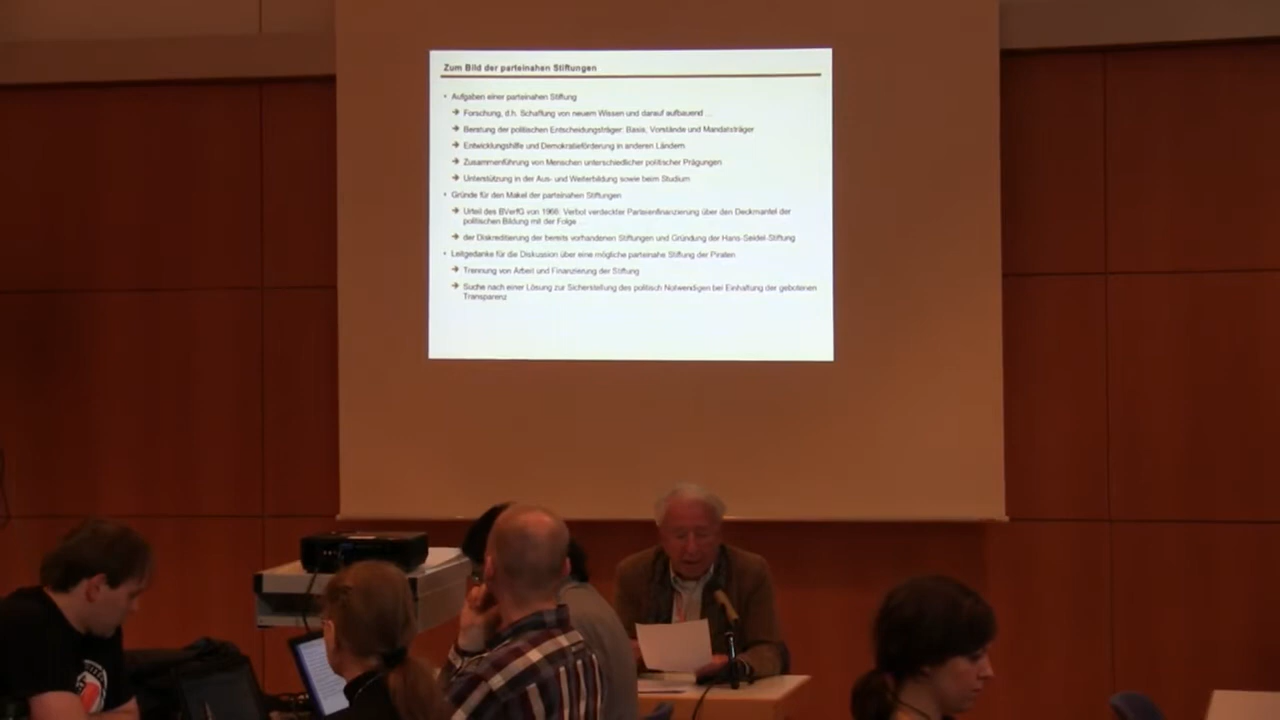 Zum Bild der parteinahen Stiftungen
Aufgaben einer parteinahen Stiftung
Forschung, d.h. Schaffung von neuem Wissen und darauf aufbauend ...
Beratung der politischen Entscheidungsträger: Basis, Vorstände und Mandatsträger
Entwicklungshilfe und Demokratieförderung in anderen Ländern
Zusammenführung von Menschen unterschiedlicher politischer Prägungen
Unterstützung in der Aus- und Weiterbildung sowie beim Studium
Gründe für den Makel der parteinahen Stiftungen
Urteil des BVerfG von 1966: Verbot verdeckter Parteienfinanzierung über den Deckmantel der
politischen Bildung mit der Folge ...
der Diskreditierung der bereits vorhandenen Stiftungen und Gründung der Hans-Seidel-Stiftung
Leitgedanke für die Diskussion über eine mögliche parteinahe Stiftung der Piraten
Trennung von Arbeit und Finanzierung der Stiftung
Suche nach einer Lösung zur Sicherstellung des politisch Notwendigen bei Einhaltung der gebotenen
Transparenz